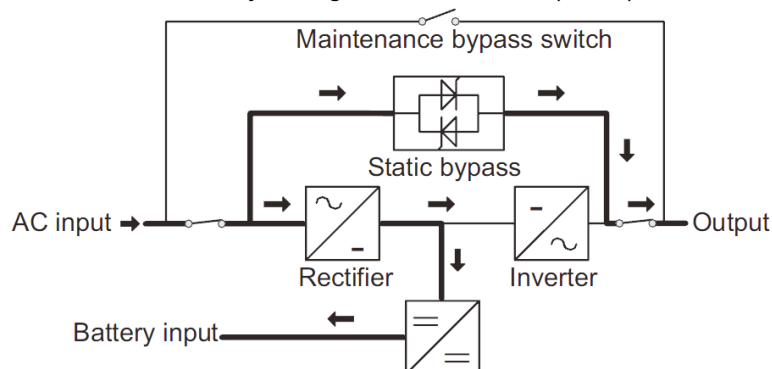 Maintenance bypass switch
Static bypass
AC input
Output
Rectifier
Inverter
Battery input